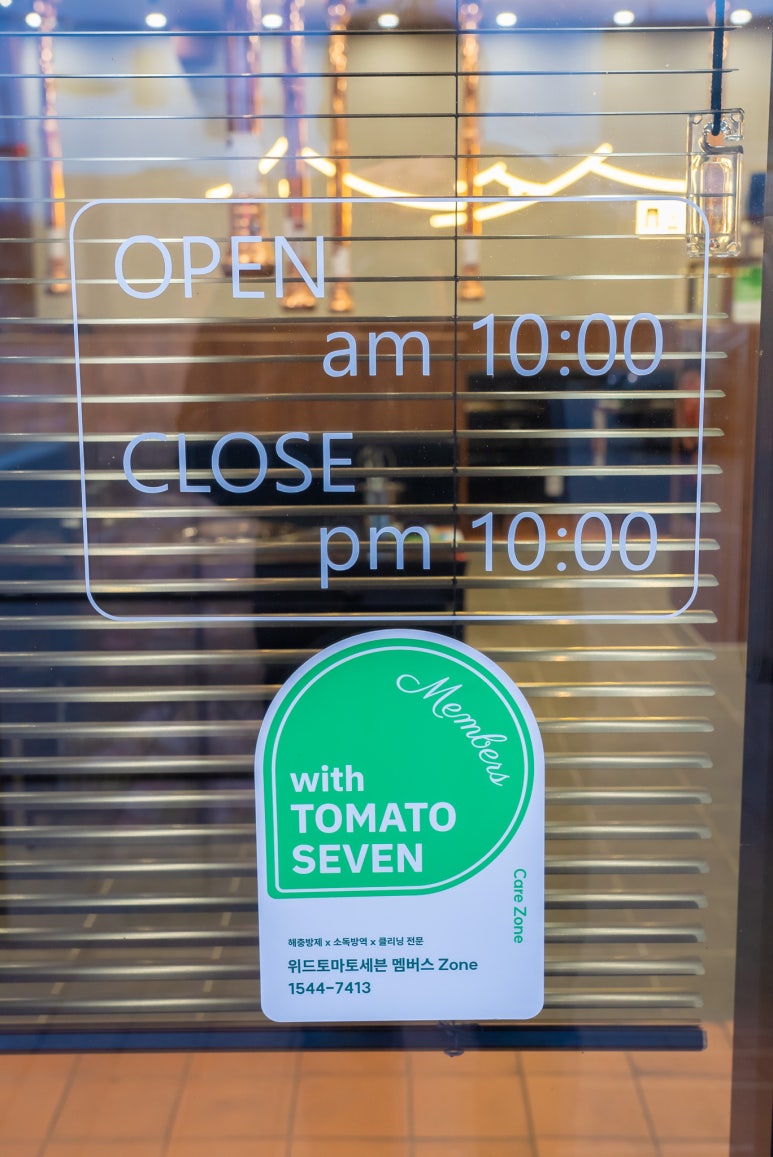 OPEN
am 10:00
CLOSE
pm 10:00
Members
with
TOMATO
SEVEN
Care Zone
해충방제 x 소독방역 x 클리닝 전문
위드토마토세븐 멤버스 Zone
1544-7413